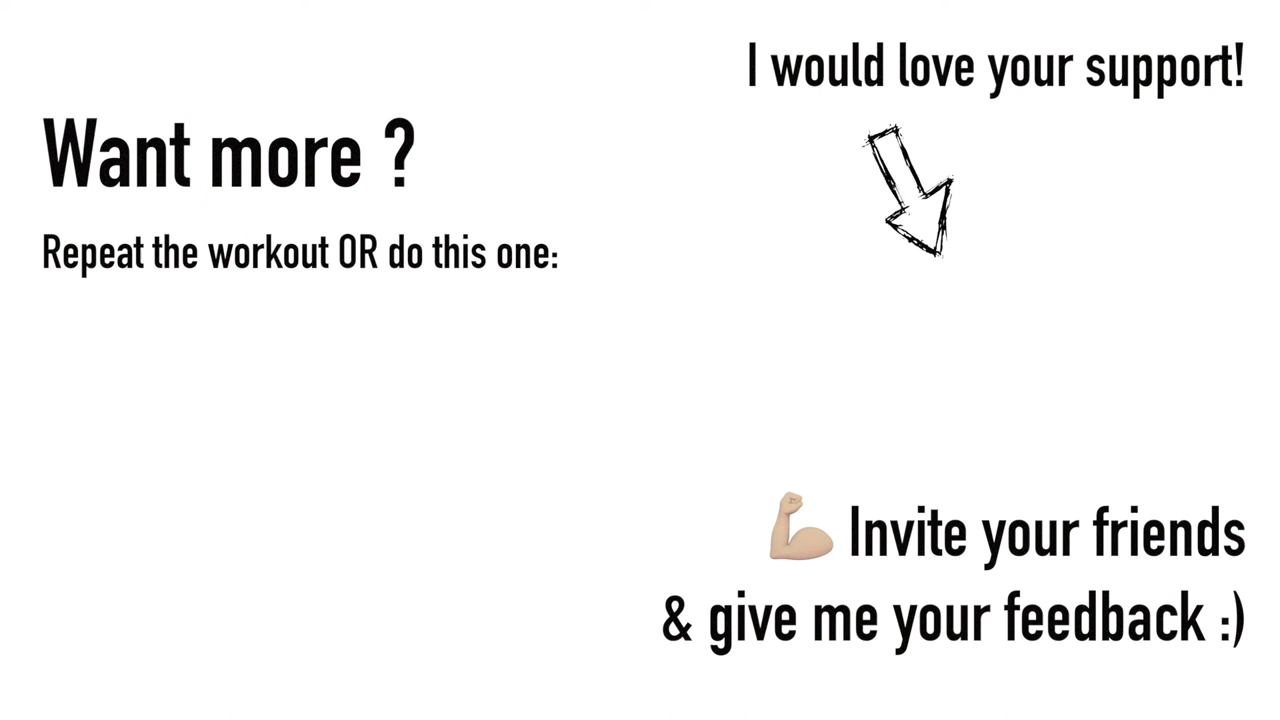 I would love your support!
Want more ?
Repeat the workout OR do this one:
💪🏼 Invite your friends
& give me your feedback :)